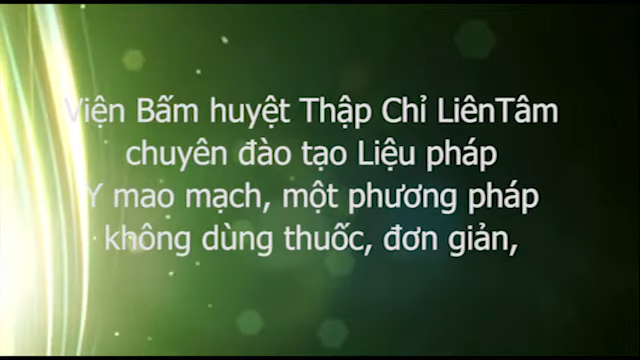 Viện Bấm huyệt Thập Chỉ LiênTâm
chuyên đào tạo Liệu pháp
Y mao mạch, một phương pháp
không dùng thuốc, đơn giản,